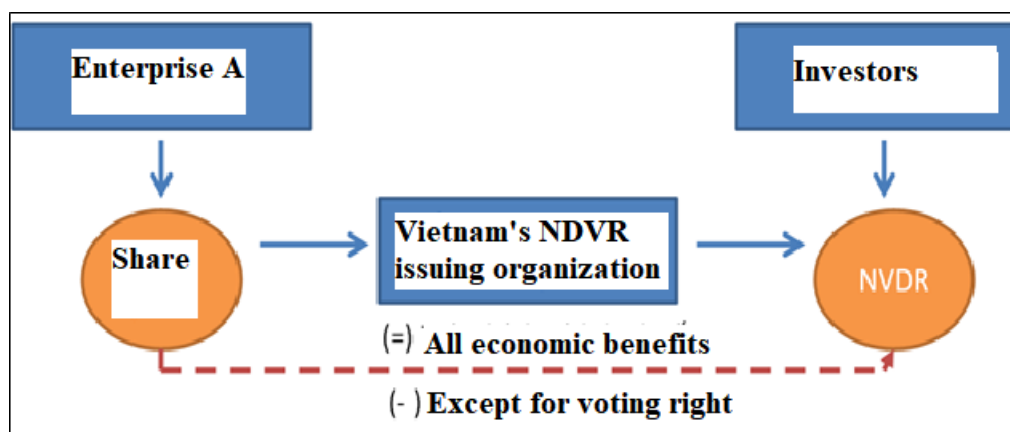 Enterprise A
Investors
Share
Vietnam's NDVR
issuing organization
NVDR
(=) All economic benefits
(-) Except for voting right